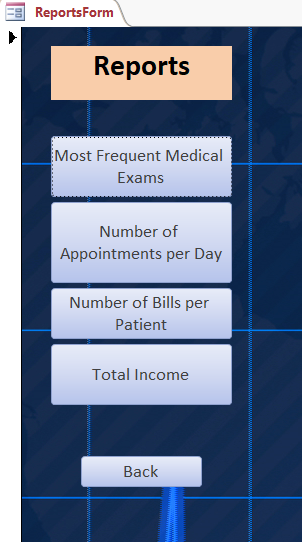 ReportsForm
Reports
Most Frequent Medical
Exams
Number of
Appointments per Day
Number of Bills per
Patient
Total Income
Back